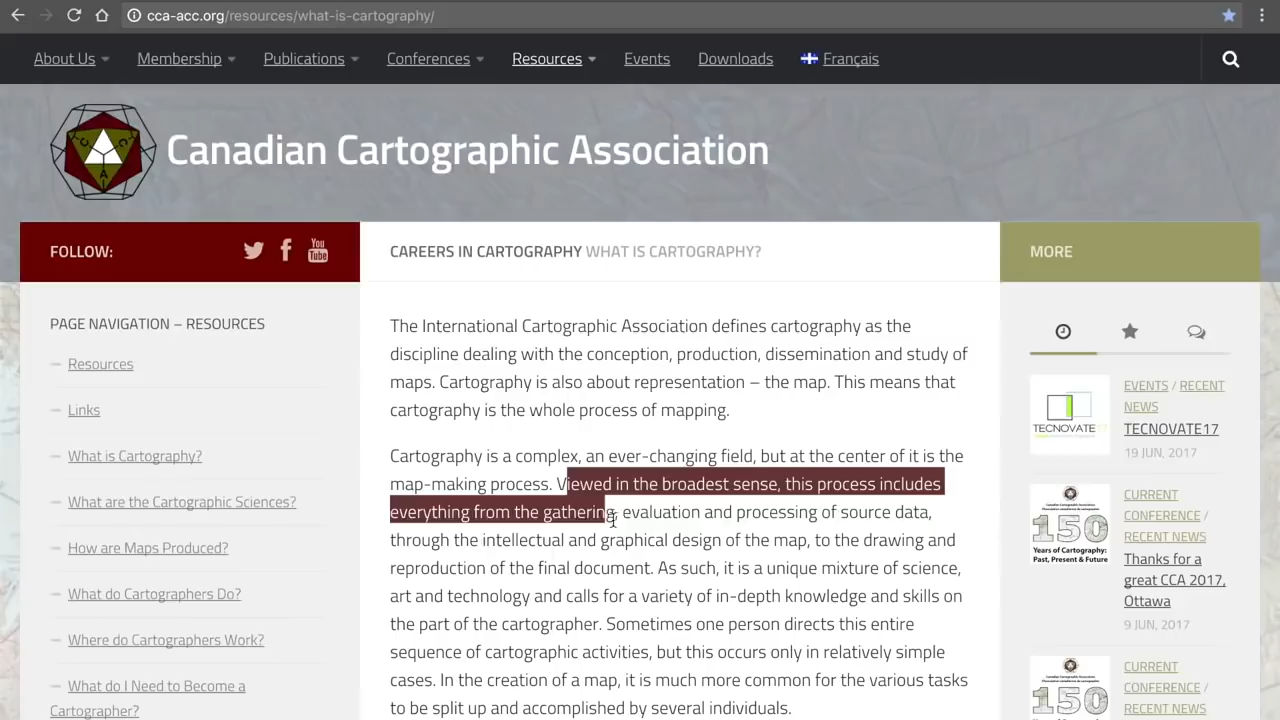 cca-acc.org/resources/what-is-cartography/
About Us Membership Publications Conferences Resources Events Downloads Français
Canadian Cartographic Association
FOLLOW:
You
Tube
PAGE NAVIGATION – RESOURCES
Resources
Links
What is Cartography?
What are the Cartographic Sciences?
How are Maps Produced?
What do Cartographers Do?
Where do Cartographers Work?
What do I Need to Become a
Cartographer?
CAREERS IN CARTOGRAPHY WHAT IS CARTOGRAPHY?
The International Cartographic Association defines cartography as the
discipline dealing with the conception, production, dissemination and study of
maps. Cartography is also about representation – the map. This means that
cartography is the whole process of mapping.
Cartography is a complex, an ever-changing field, but at the center of it is the
map-making process. Viewed in the broadest sense, this process includes
everything from the gathering, evaluation and processing of source data,
through the intellectual and graphical design of the map, to the drawing and
reproduction of the final document. As such, it is a unique mixture of science,
art and technology and calls for a variety of in-depth knowledge and skills on
the part of the cartographer. Sometimes one person directs this entire
sequence of cartographic activities, but this occurs only in relatively simple
cases. In the creation of a map, it is much more common for the various tasks
to be split up and accomplished by several individuals.
MORE
TECNOVATE17
EVENTS / RECENT
NEWS
TECNOVATE17
19 JUN, 2017
150
Years of Cartography:
Past, Present & Future
CURRENT
CONFERENCE /
RECENT NEWS
Thanks for a
great CCA 2017,
Ottawa
9 JUN, 2017
150
CURRENT
CONFERENCE /
RECENT NEWS